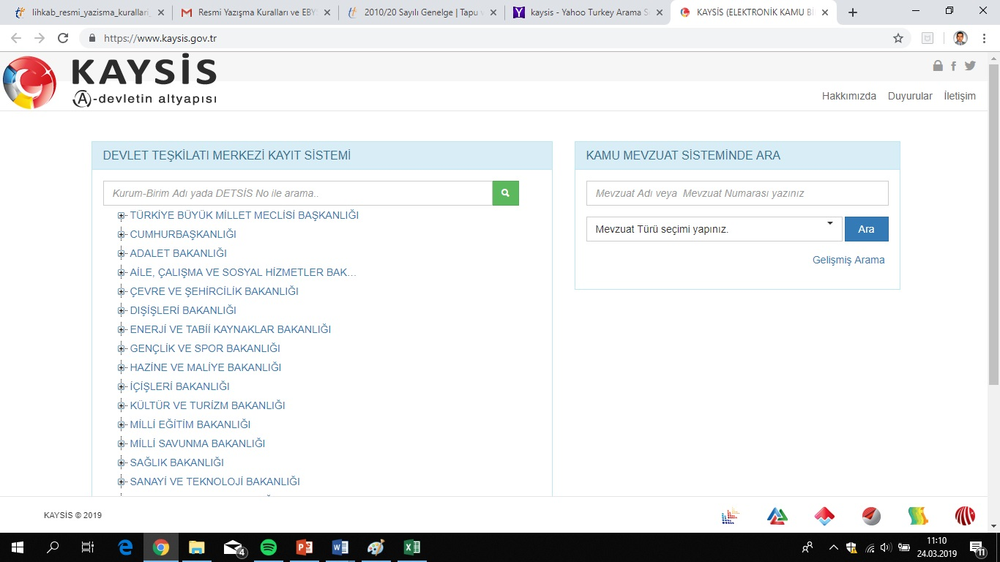 lihkab_resmi_yazisma_kurallari_
Resmi Yazışma Kuralları ve EBYS
2010/20 Sayılı Genelge | Tapu v
kaysis - Yahoo Turkey Arama S
KAYSİS (ELEKTRONİK KAMU Bİ
https://www.kaysis.gov.tr
KAYSİS
A-devletin altyapısı
Hakkımızda Duyurular İletişim
DEVLET TEŞKİLATI MERKEZİ KAYIT SİSTEMİ
Kurum-Birim Adı yada DETSİS No ile arama..
TÜRKİYE BÜYÜK MİLLET MECLİSİ BAŞKANLIĞI
CUMHURBAŞKANLIĞI
ADALET BAKANLIĞI
AİLE, ÇALIŞMA VE SOSYAL HİZMETLER BAK…
ÇEVRE VE ŞEHİRCİLİK BAKANLIĞI
DIŞİŞLERİ BAKANLIĞI
ENERJİ VE TABİİ KAYNAKLAR BAKANLIĞI
GENÇLİK VE SPOR BAKANLIĞI
HAZİNE VE MALİYE BAKANLIĞI
İÇİŞLERİ BAKANLIĞI
KÜLTÜR VE TURİZM BAKANLIĞI
MİLLİ EĞİTİM BAKANLIĞI
MİLLİ SAVUNMA BAKANLIĞI
SAĞLIK BAKANLIĞI
SANAYİ VE TEKNOLOJİ BAKANLIĞI
KAMU MEVZUAT SİSTEMİNDE ARA
Mevzuat Adı veya Mevzuat Numarası yazınız
Mevzuat Türü seçimi yapınız.
Ara
Gelişmiş Arama
KAYSİS © 2019
4
11:10
24.03.2019
11